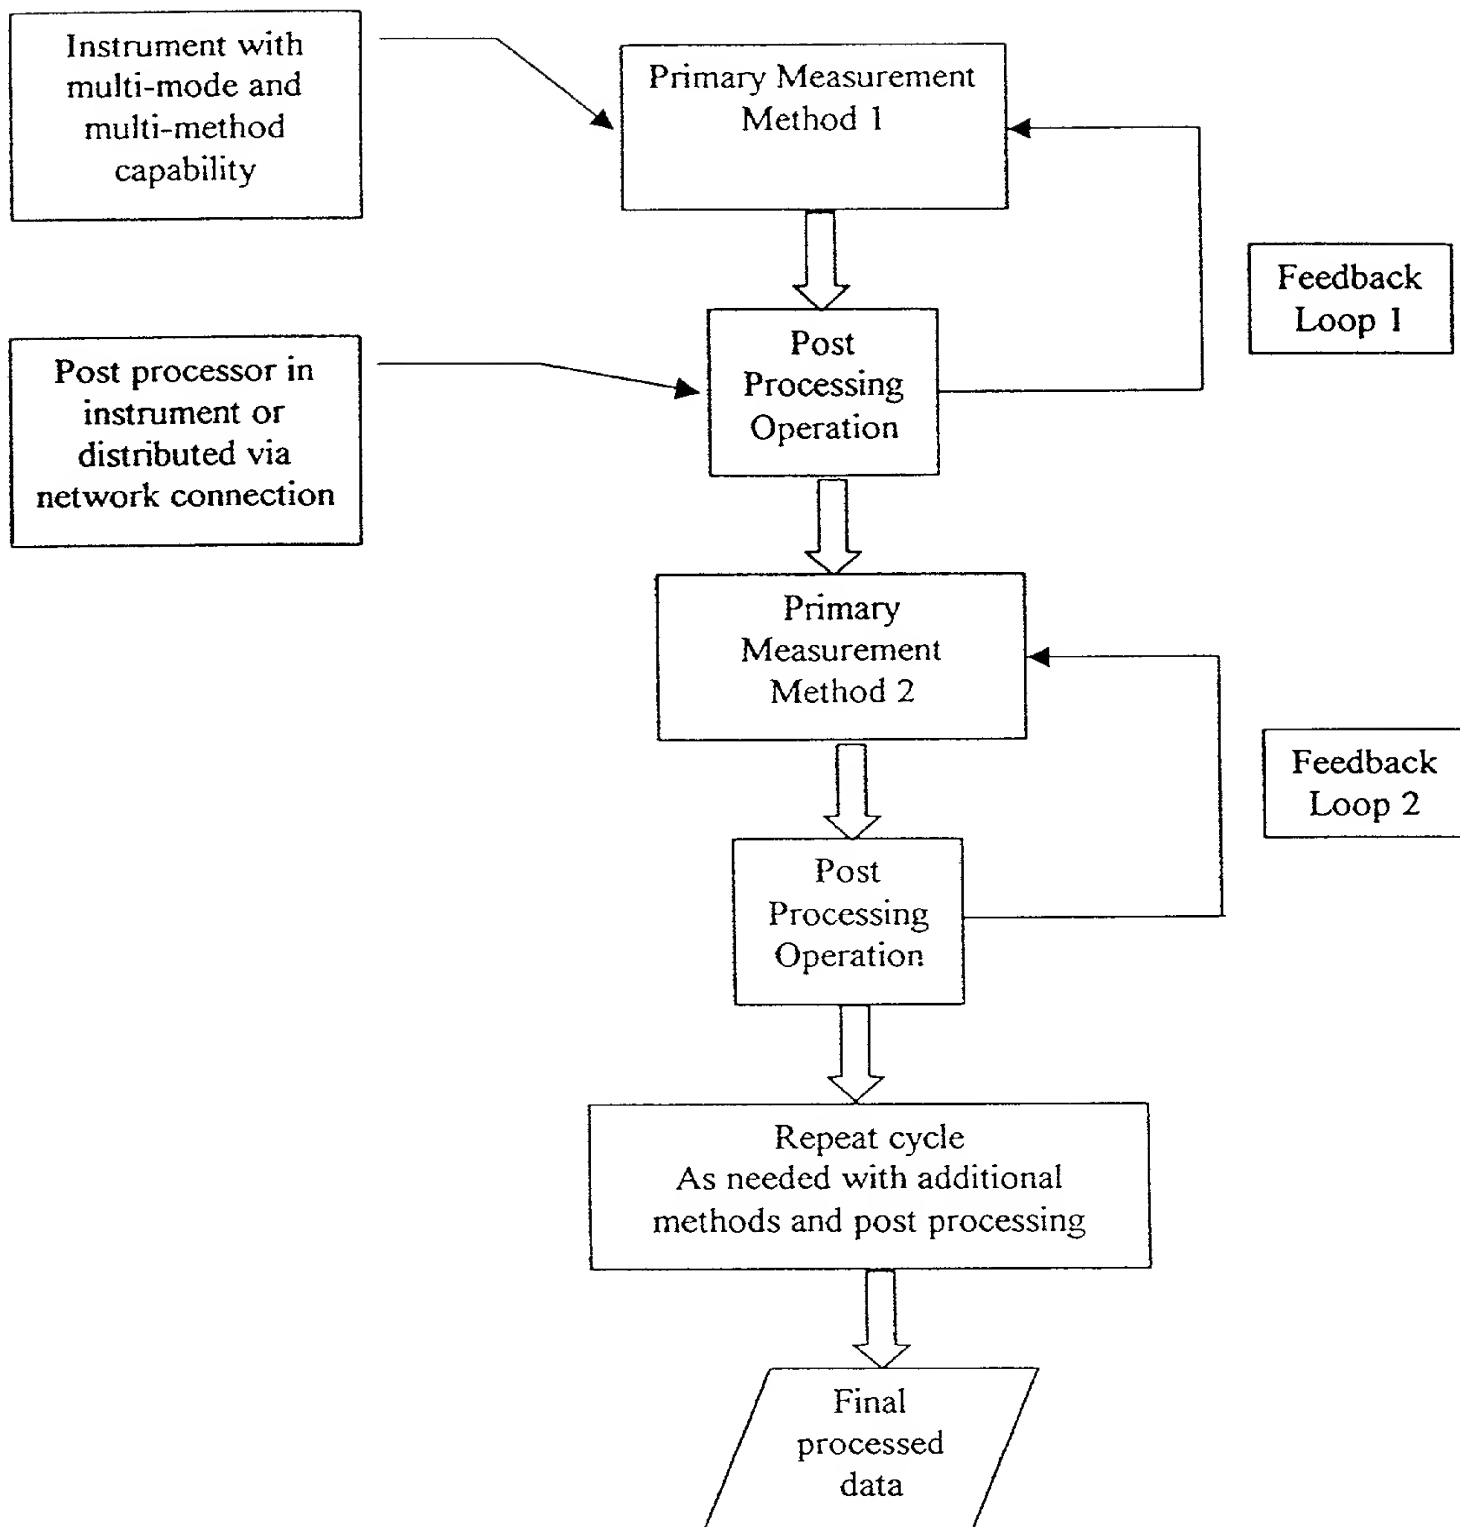 Instrument with
multi-mode and
multi-method
capability
Primary Measurement
Method 1
Feedback
Loop 1
Post processor in
instrument or
distributed via
network connection
Post
Processing
Operation
Primary
Measurement
Method 2
Feedback
Loop 2
Post
Processing
Operation
Repeat cycle
As needed with additional
methods and post processing
Final
processed
data